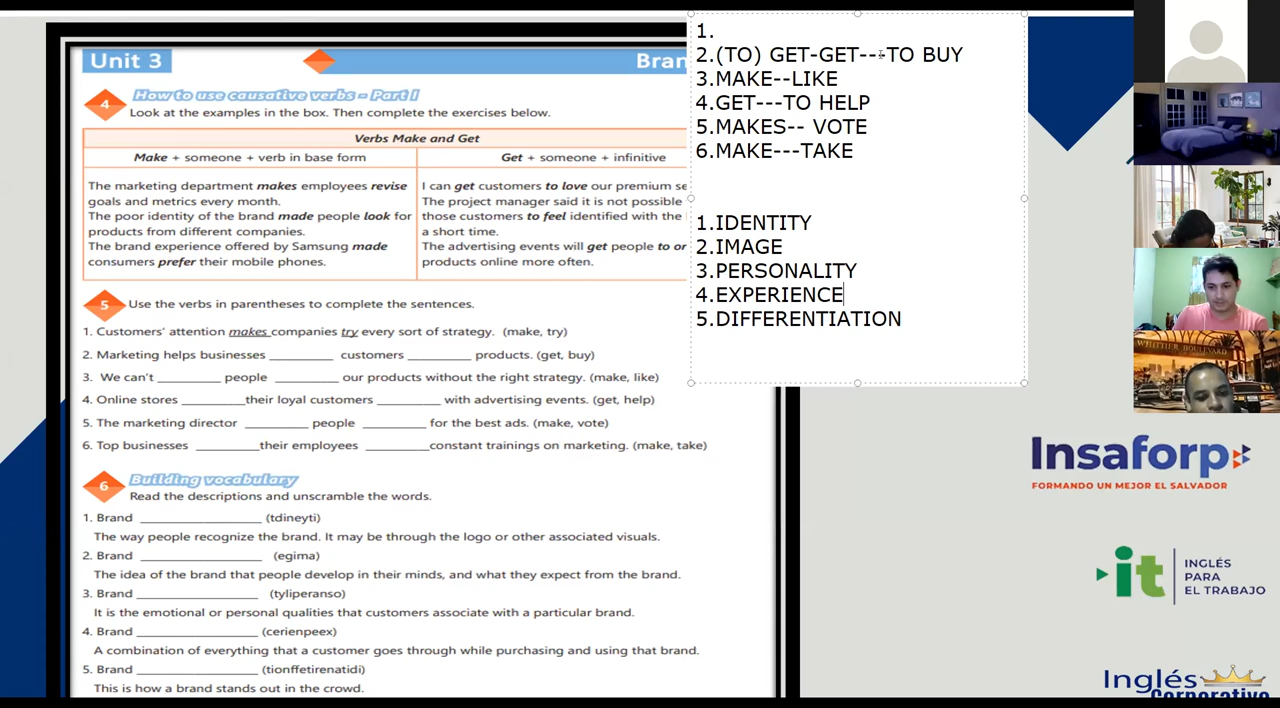 Unit 3
Bran
4
How to use causative verbs – Part I
Look at the examples in the box. Then complete the exercises below.
Verbs Make and Get
Make + someone + verb in base form
Get + someone + infinitive
The marketing department makes employees revise
goals and metrics every month.
The poor identity of the brand made people look for
products from different companies.
The brand experience offered by Samsung made
consumers prefer their mobile phones.
I can get customers to love our premium se
The project manager said it is not possible
those customers to feel identified with the
a short time.
The advertising events will get people to or
products online more often.
5
Use the verbs in parentheses to complete the sentences.
1. Customers' attention makes companies try every sort of strategy. (make, try)
2. Marketing helps businesses __________ customers __________ products. (get, buy)
3. We can't __________ people __________ our products without the right strategy. (make, like)
4. Online stores __________their loyal customers __________ with advertising events. (get, help)
5. The marketing director __________ people __________ for the best ads. (make, vote)
6. Top businesses __________their employees __________constant trainings on marketing. (make, take)
6
Building vocabulary
Read the descriptions and unscramble the words.
1. Brand ____________________ (tdineyti)
The way people recognize the brand. It may be through the logo or other associated visuals.
2. Brand ____________________ (egima)
The idea of the brand that people develop in their minds, and what they expect from the brand.
3. Brand ____________________ (tyliperanso)
It is the emotional or personal qualities that customers associate with a particular brand.
4. Brand ____________________ (cerienpeex)
A combination of everything that a customer goes through while purchasing and using that brand.
5. Brand ____________________ (tionffetirenatidi)
This is how a brand stands out in the crowd.
1.
2.(TO) GET-GET---TO BUY
3.MAKE--LIKE
4.GET---TO HELP
5.MAKES-- VOTE
6.MAKE---TAKE
1.IDENTITY
2.IMAGE
3.PERSONALITY
4.EXPERIENCE
5.DIFFERENTIATION
WHITTIER BOULEVARD
Insaforp
FORMANDO UN MEJOR EL SALVADOR
it
INGLÉS
PARA
EL TRABAJO
Inglés
Corporativo